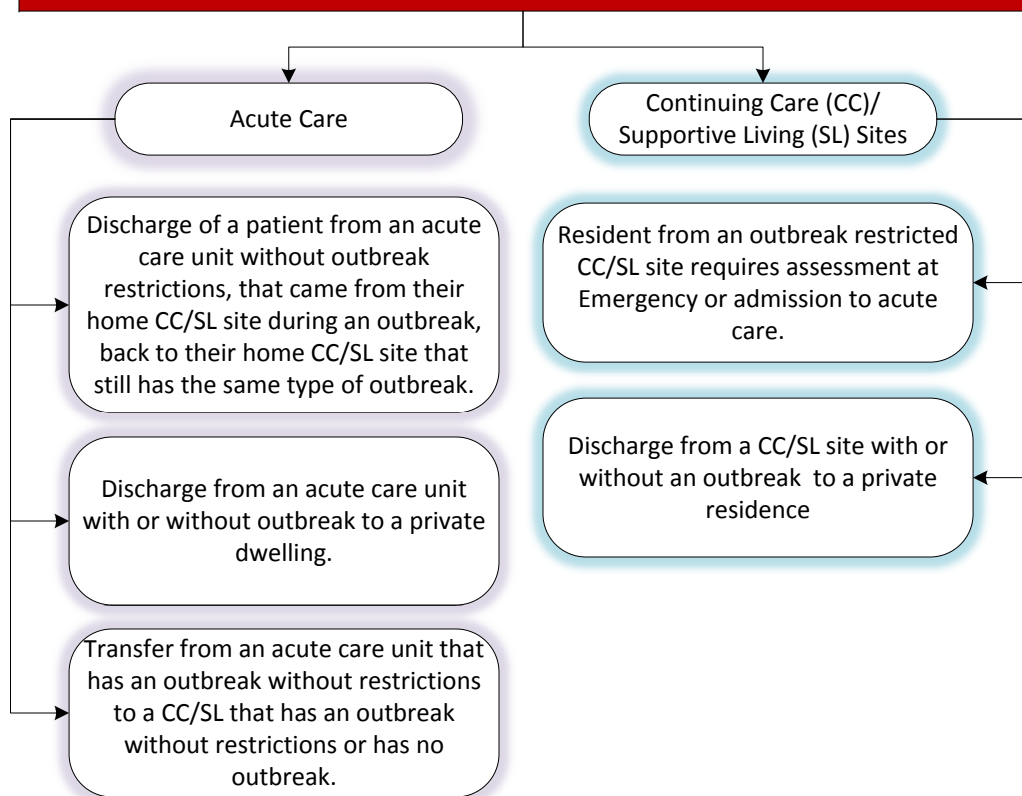 Acute Care
Continuing Care (CC)/
Supportive Living (SL) Sites
Discharge of a patient from an acute
care unit without outbreak
restrictions, that came from their
home CC/SL site during an outbreak,
back to their home CC/SL site that
still has the same type of outbreak.
Discharge from an acute care unit
with or without outbreak to a private
dwelling.
Transfer from an acute care unit that
has an outbreak without restrictions
to a CC/SL that has an outbreak
without restrictions or has no
outbreak.
Resident from an outbreak restricted
CC/SL site requires assessment at
Emergency or admission to acute
care.
Discharge from a CC/SL site with or
without an outbreak  to a private
residence